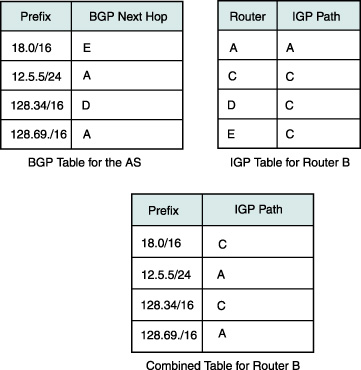 Prefix BGP Next Hop
18.0/16 E
12.5.5/24 A
128.34/16 D
128.69./16 A
BGP Table for the AS
Router IGP Path
A A
C C
D C
E C
IGP Table for Router B
Prefix IGP Path
18.0/16 C
12.5.5/24 A
128.34/16 C
128.69./16 A
Combined Table for Router B